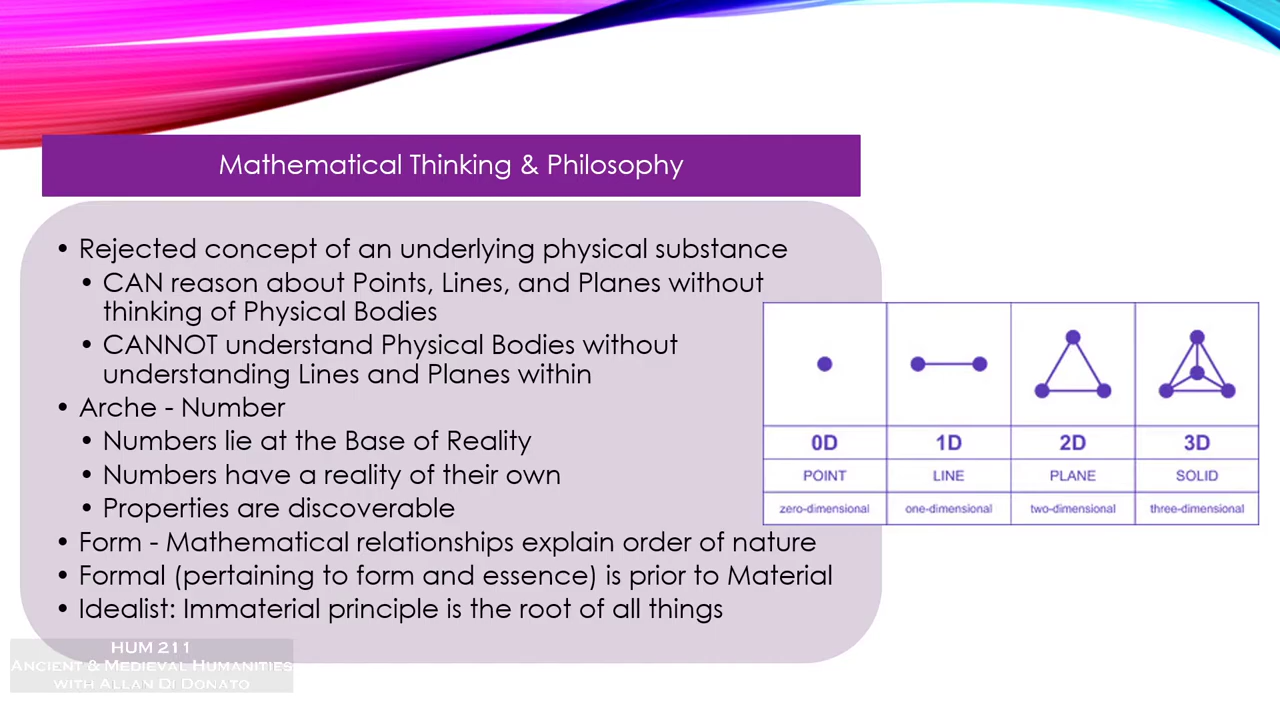 Mathematical Thinking & Philosophy
• Rejected concept of an underlying physical substance
• CAN reason about Points, Lines, and Planes without
thinking of Physical Bodies
• CANNOT understand Physical Bodies without
understanding Lines and Planes within
• Arche - Number
• Numbers lie at the Base of Reality
• Numbers have a reality of their own
• Properties are discoverable
• Form - Mathematical relationships explain order of nature
• Formal (pertaining to form and essence) is prior to Material
• Idealist: Immaterial principle is the root of all things
0D 1D 2D 3D
POINT LINE PLANE SOLID
zero-dimensional one-dimensional two-dimensional three-dimensional
HUM 211
Ancient & Medieval Humanities
with Allan Di Donato